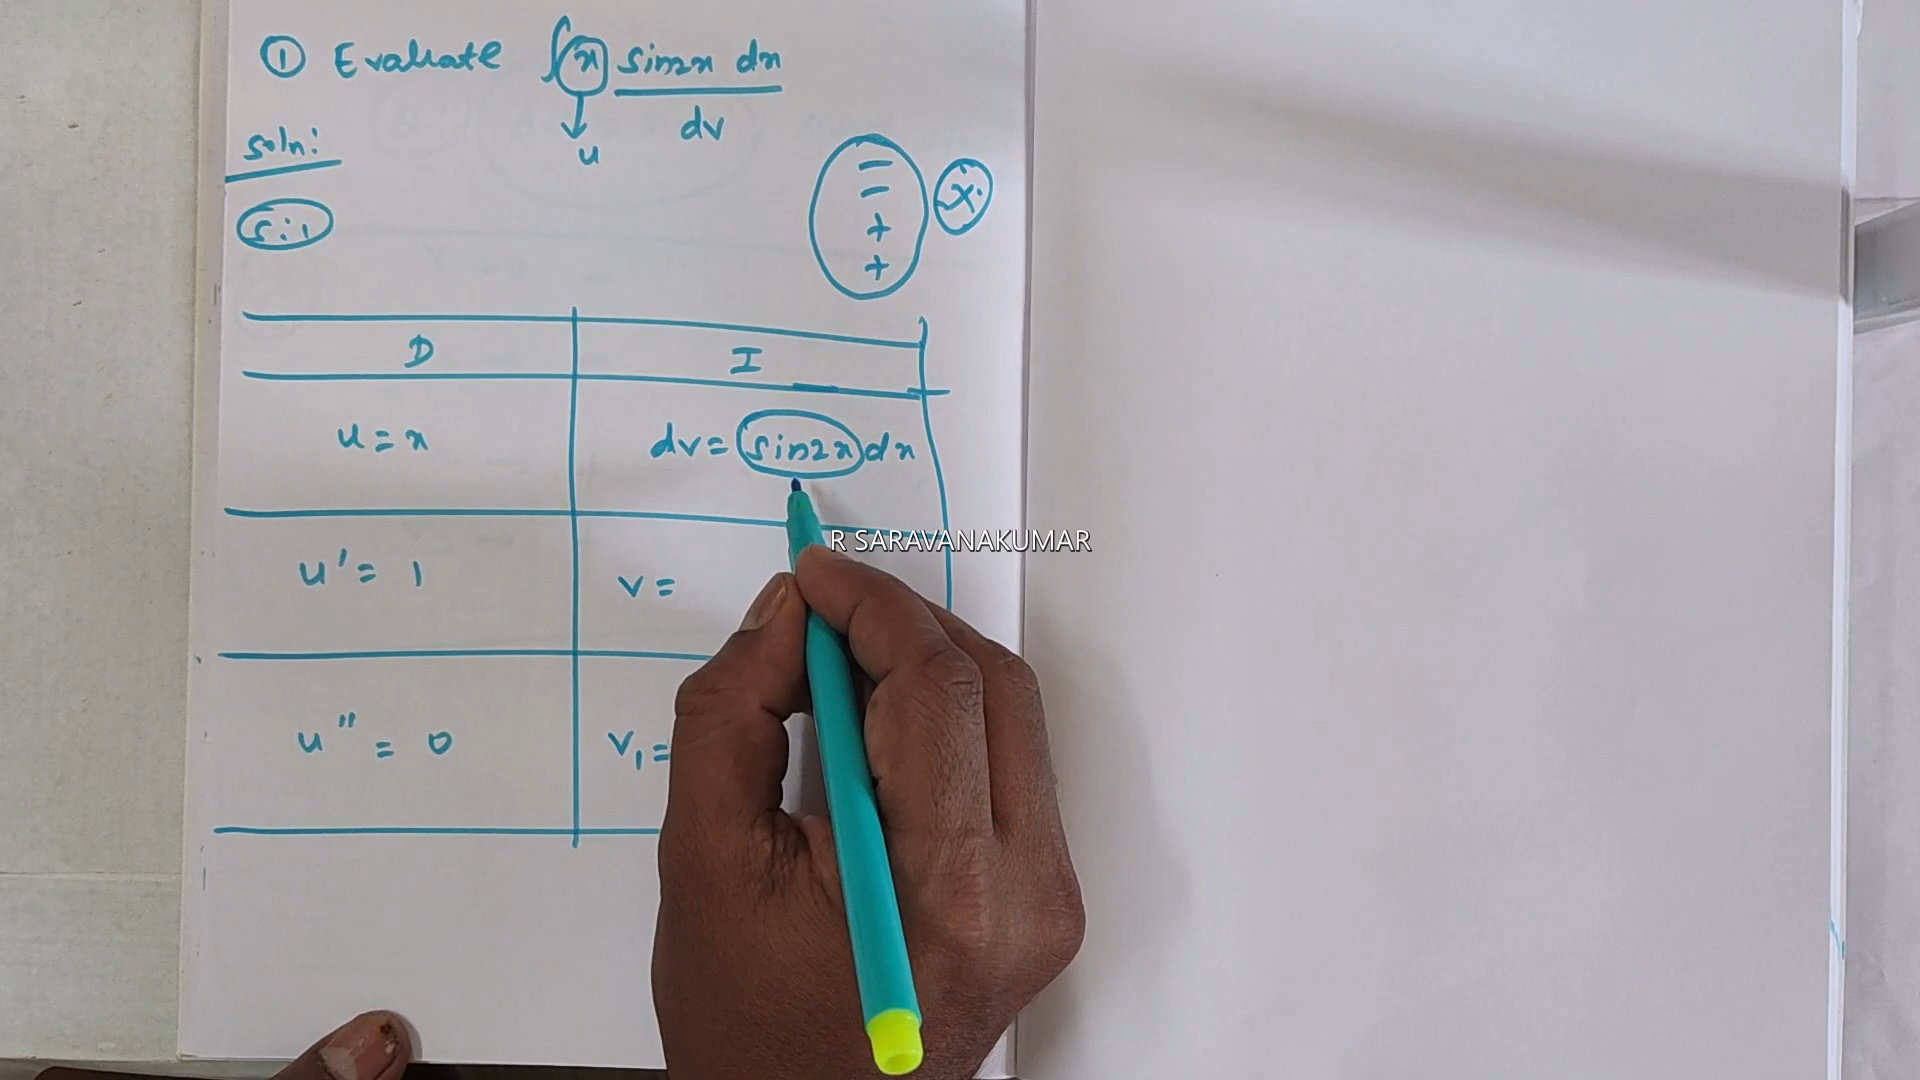 ① Evaluate ∫ x sin2x dx
u
dv
soln:
S:1
-
-
+
+
D
I
u = x
dv = sin2x dx
R SARAVANAKUMAR
u' = 1
v =
u'' = 0
v₁ =